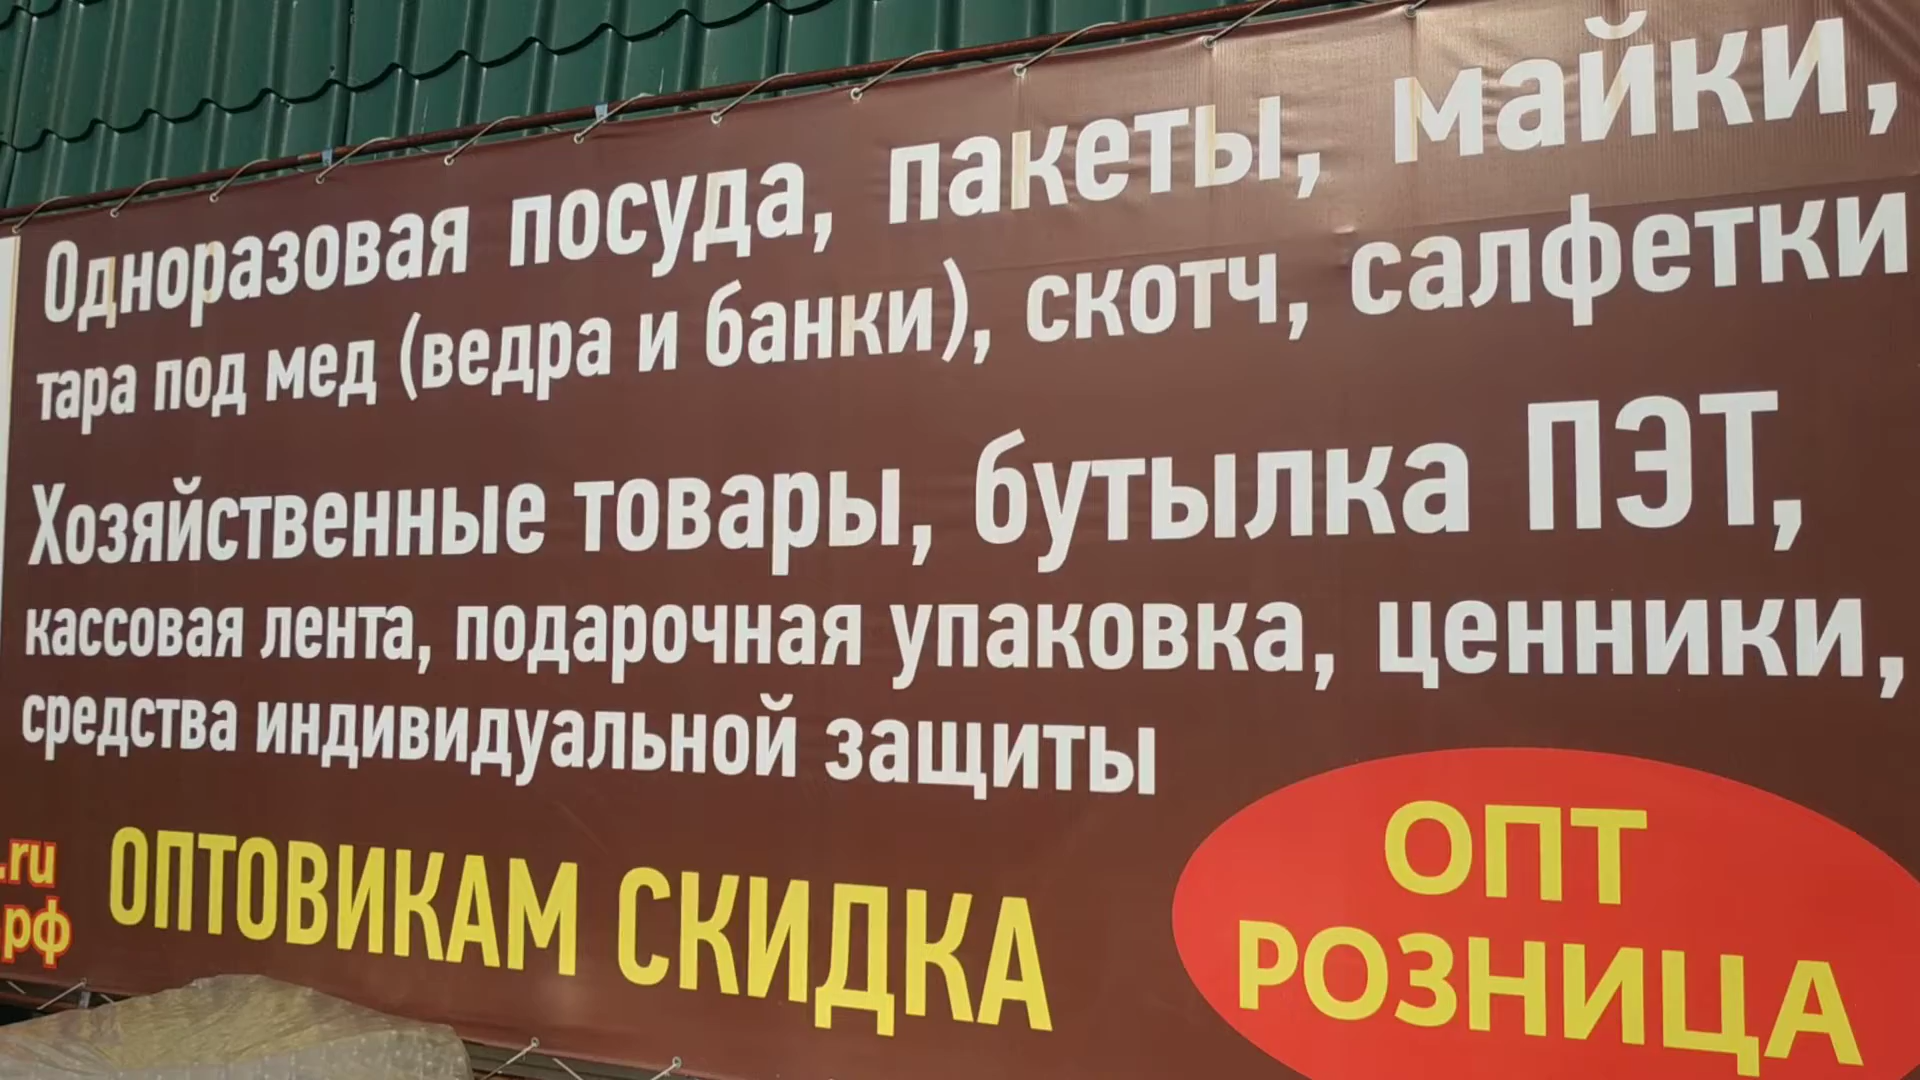 Одноразовая посуда, пакеты, майки,
тара под мед (ведра и банки), скотч, салфетки
Хозяйственные товары, бутылка ПЭТ,
кассовая лента, подарочная упаковка, ценники,
средства индивидуальной защиты
.ru
.рф
ОПТОВИКАМ СКИДКА
ОПТ
РОЗНИЦА